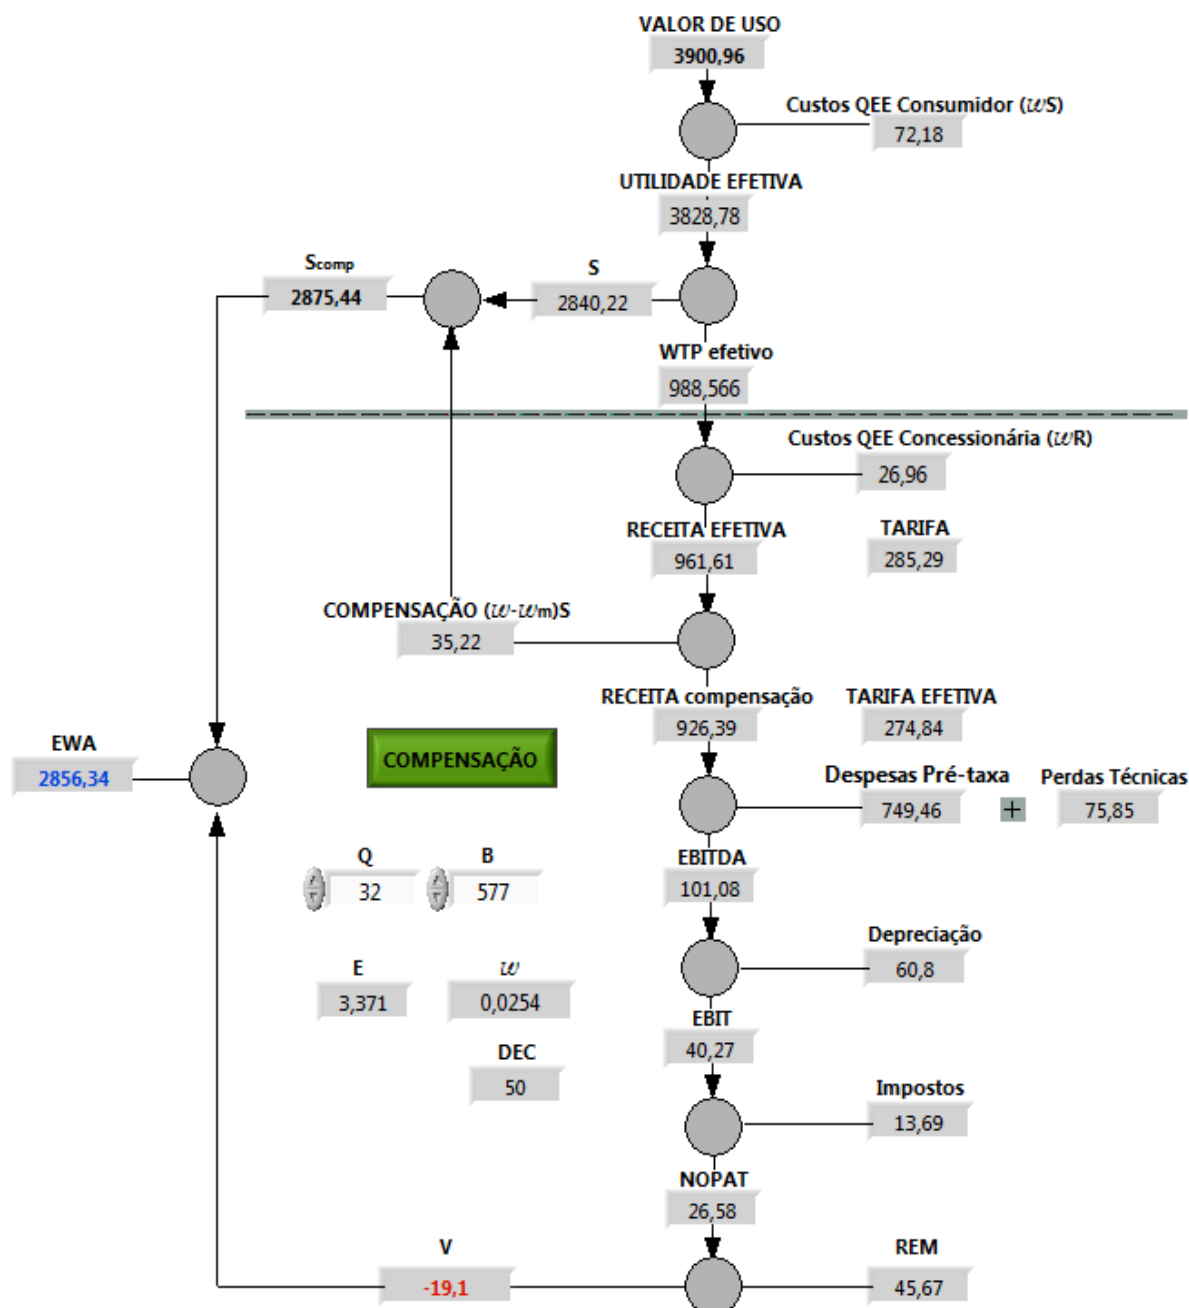 VALOR DE USO
3900,96
Custos QEE Consumidor (wS)
72,18
UTILIDADE EFETIVA
3828,78
Scomp
2875,44
S
2840,22
WTP efetivo
988,566
Custos QEE Concessionária (wR)
26,96
RECEITA EFETIVA
961,61
TARIFA
285,29
COMPENSAÇÃO (w-wm)S
35,22
RECEITA compensação
926,39
TARIFA EFETIVA
274,84
EWA
2856,34
COMPENSAÇÃO
Despesas Pré-taxa
749,46
+
Perdas Técnicas
75,85
Q
32
B
577
EBITDA
101,08
Depreciação
60,8
E
3,371
w
0,0254
EBIT
40,27
DEC
50
Impostos
13,69
NOPAT
26,58
V
-19,1
REM
45,67